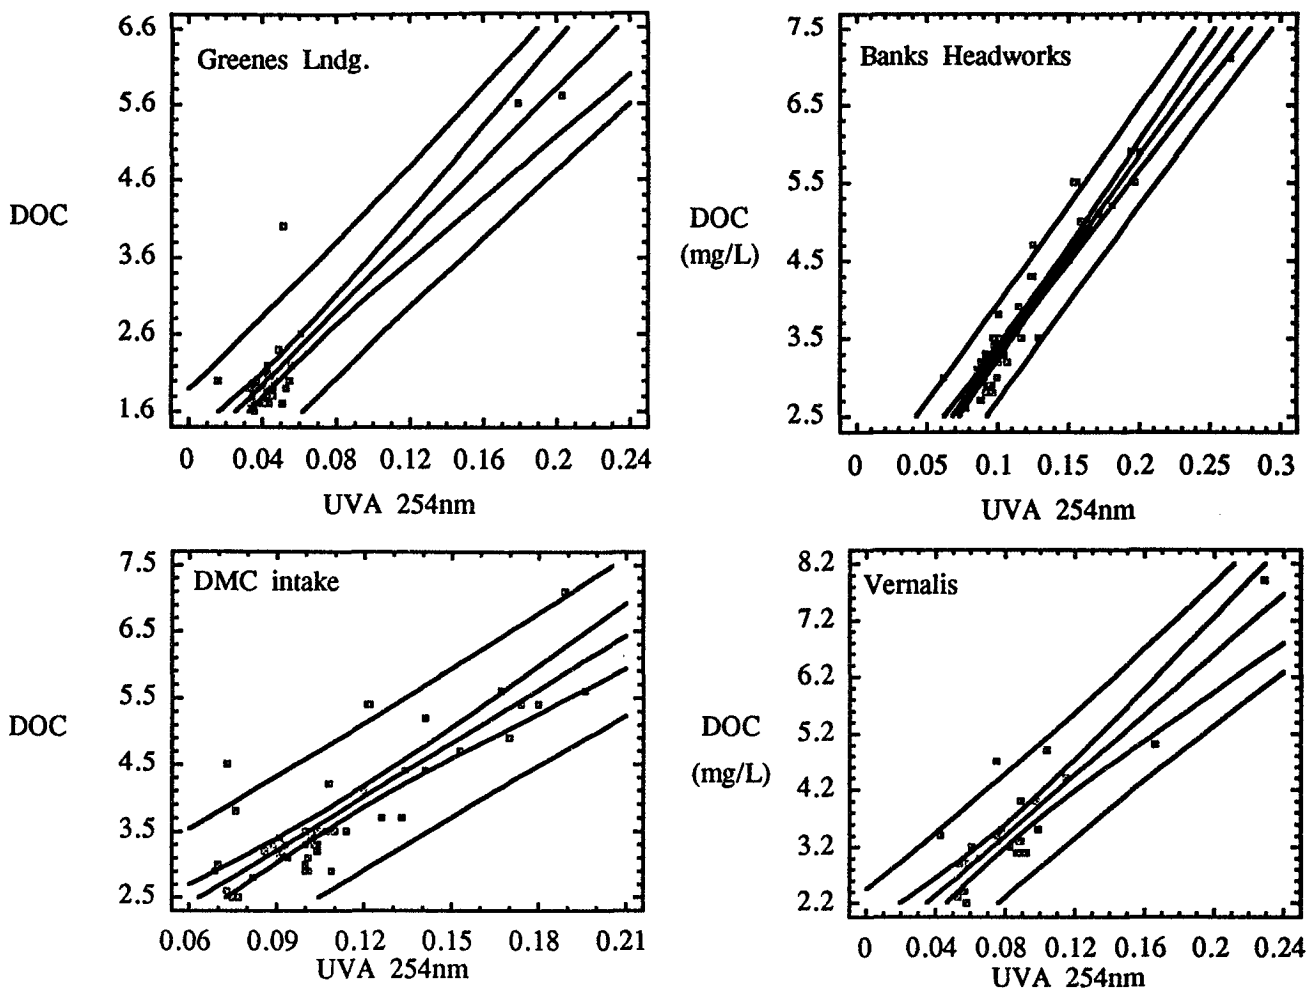 Greenes Lndg.
DOC
6.6
5.6
4.6
3.6
2.6
1.6
0 0.04 0.08 0.12 0.16 0.2 0.24
UVA 254nm
Banks Headworks
DOC
(mg/L)
7.5
6.5
5.5
4.5
3.5
2.5
0 0.05 0.1 0.15 0.2 0.25 0.3
UVA 254nm
DMC intake
DOC
7.5
6.5
5.5
4.5
3.5
2.5
0.06 0.09 0.12 0.15 0.18 0.21
UVA 254nm
Vernalis
DOC
(mg/L)
8.2
7.2
6.2
5.2
4.2
3.2
2.2
0 0.04 0.08 0.12 0.16 0.2 0.24
UVA 254nm